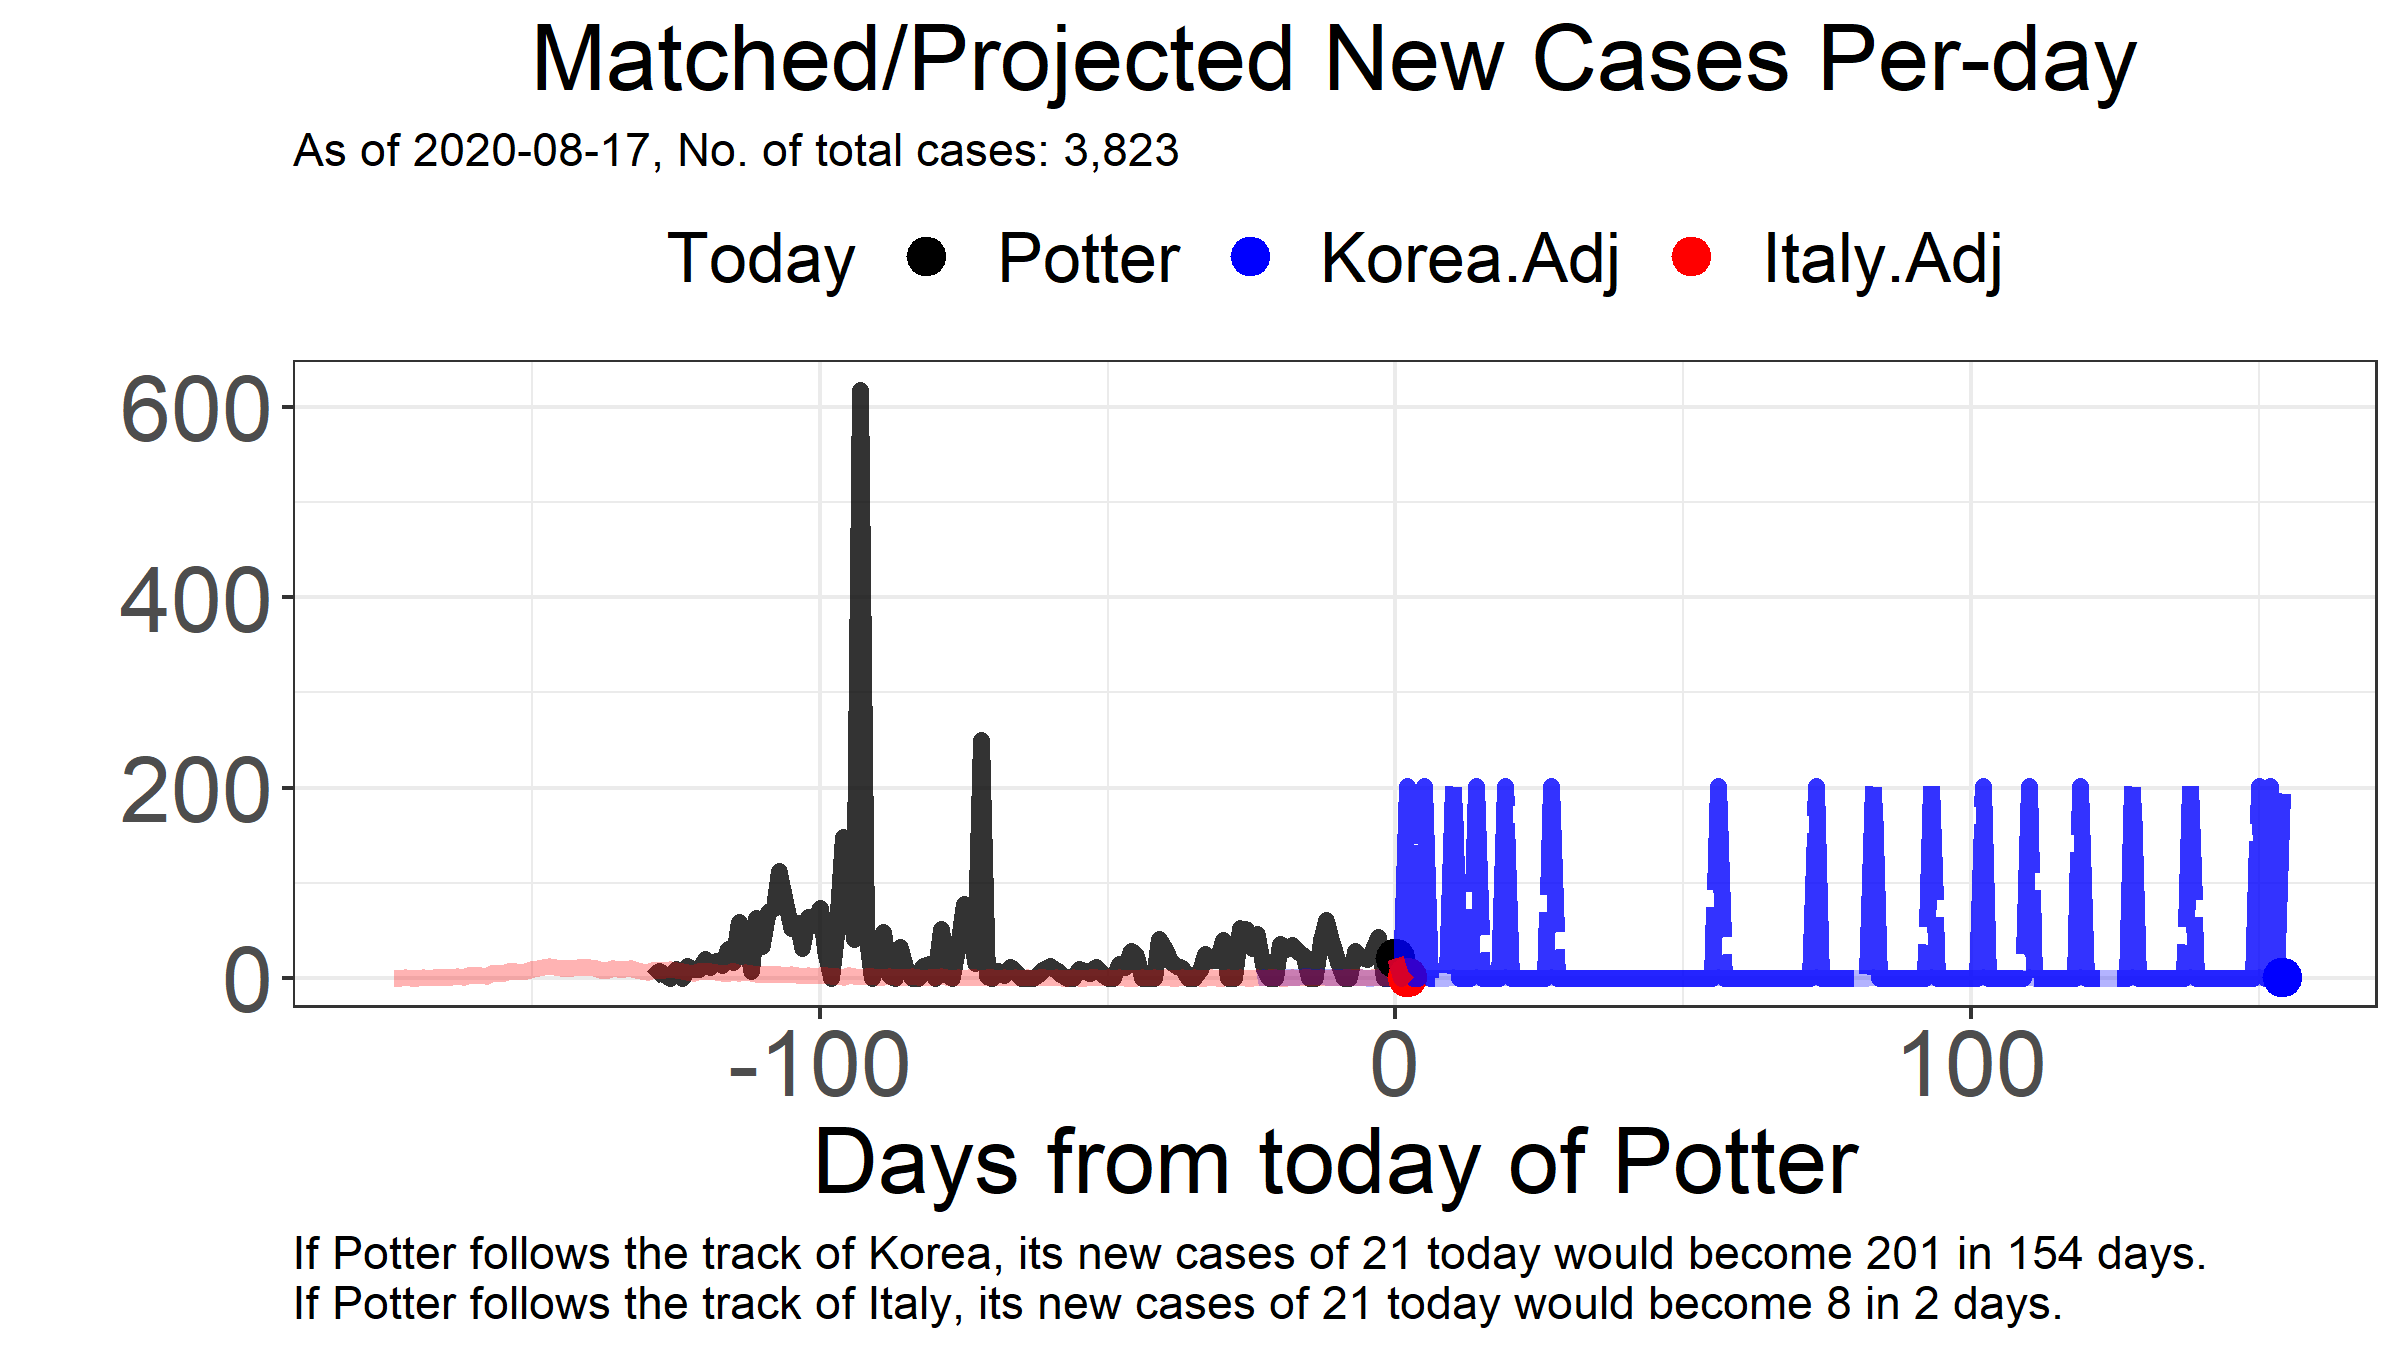 Matched/Projected New Cases Per-day
As of 2020-08-17, No. of total cases: 3,823
Today Potter Korea.Adj Italy.Adj
600
400
200
0
-100 0 100
Days from today of Potter
If Potter follows the track of Korea, its new cases of 21 today would become 201 in 154 days.
If Potter follows the track of Italy, its new cases of 21 today would become 8 in 2 days.